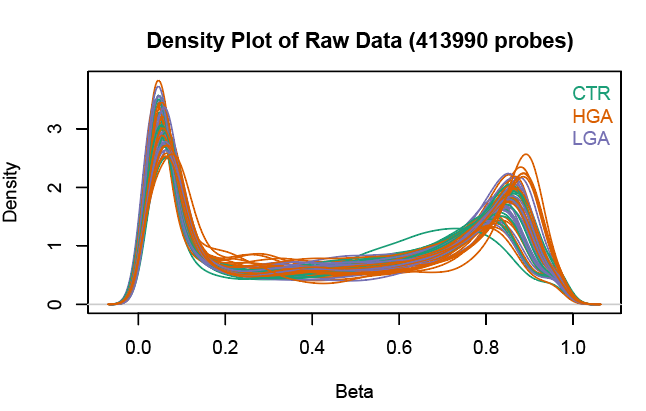 Density Plot of Raw Data (413990 probes)
CTR
HGA
LGA
Density
3
2
1
0
0.0 0.2 0.4 0.6 0.8 1.0
Beta